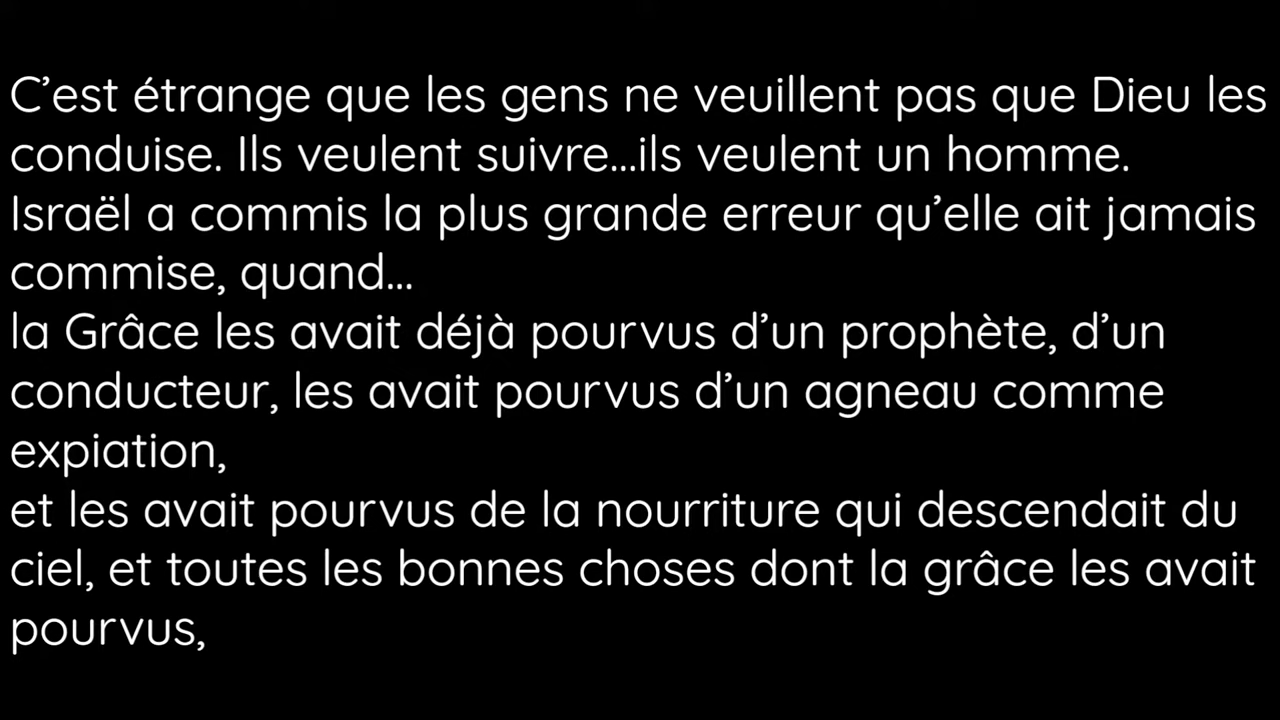 C’est étrange que les gens ne veuillent pas que Dieu les
conduise. Ils veulent suivre...ils veulent un homme.
Israël a commis la plus grande erreur qu’elle ait jamais
commise, quand...
la Grâce les avait déjà pourvus d’un prophète, d’un
conducteur, les avait pourvus d’un agneau comme
expiation,
et les avait pourvus de la nourriture qui descendait du
ciel, et toutes les bonnes choses dont la grâce les avait
pourvus,